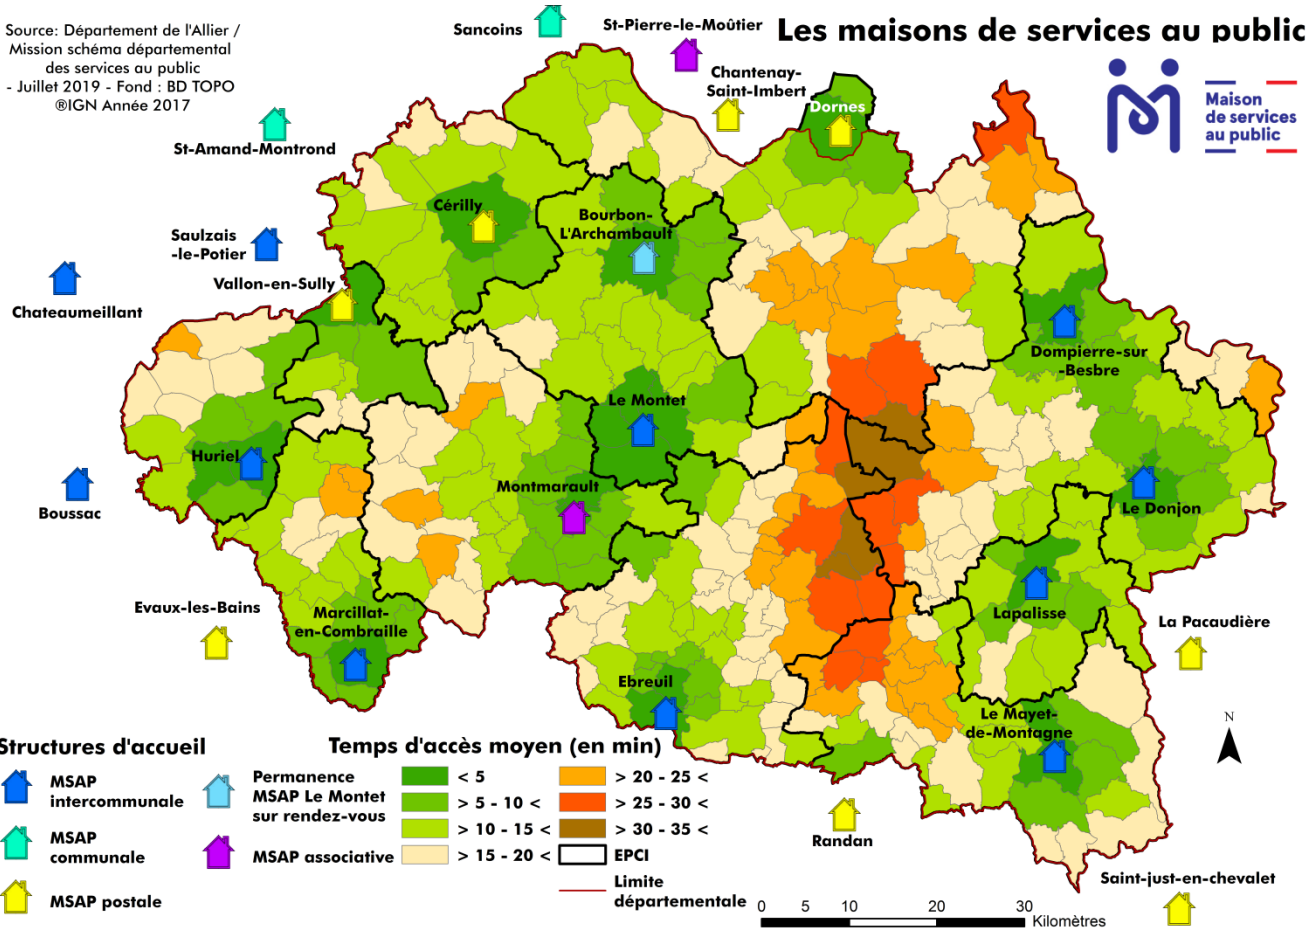 Les maisons de services au public
Source: Département de l'Allier /
Mission schéma départemental
des services au public
- Juillet 2019 - Fond : BD TOPO
®IGN Année 2017
Maison
de services
au public
Sancoins
St-Pierre-le-Moûtier
Chantenay-
Saint-Imbert
Dornes
St-Amand-Montrond
Cérilly
Bourbon-
L'Archambault
Saulzais
-le-Potier
Vallon-en-Sully
Chateaumeillant
Dompierre-sur
-Besbre
Le Montet
Huriel
Montmarault
Boussac
Le Donjon
Evaux-les-Bains
Marcillat-
en-Combraille
Lapalisse
La Pacaudière
Ebreuil
Le Mayet-
de-Montagne
N
Randan
Saint-just-en-chevalet
Structures d'accueil
MSAP
intercommunale
MSAP
communale
MSAP postale
Permanence
MSAP Le Montet
sur rendez-vous
MSAP associative
Temps d'accès moyen (en min)
< 5
> 5 - 10 <
> 10 - 15 <
> 15 - 20 <
> 20 - 25 <
> 25 - 30 <
> 30 - 35 <
EPCI
Limite
départementale
0 5 10 20 30
Kilomètres